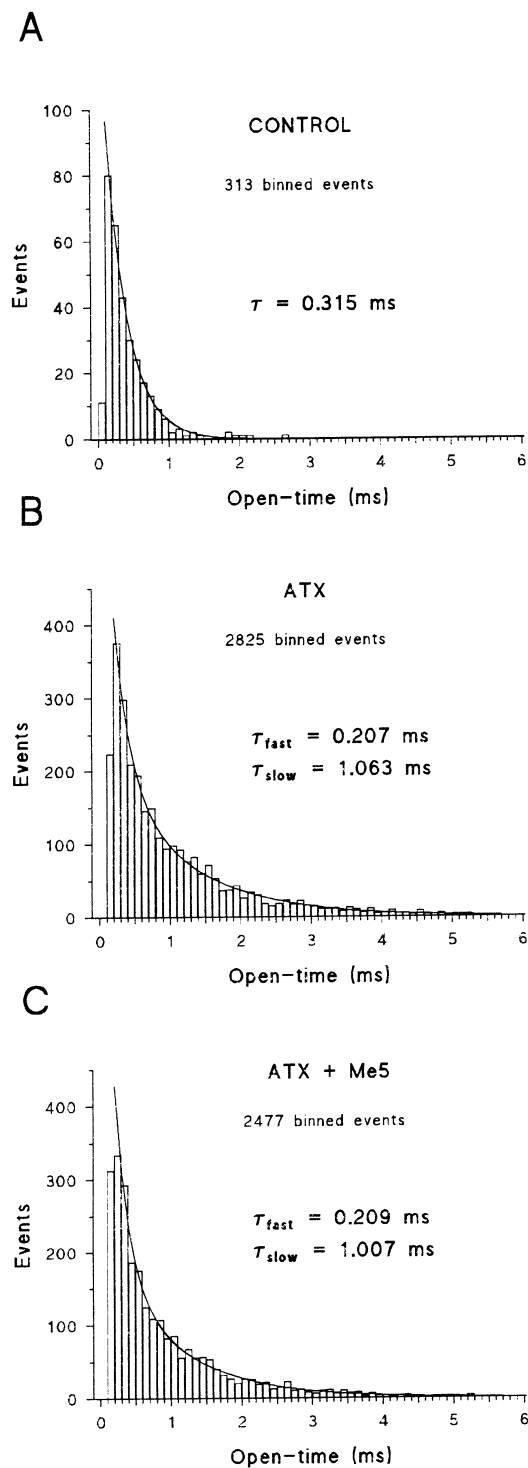 A
CONTROL
313 binned events
τ = 0.315 ms
Events
100
80
60
40
20
0
0 1 2 3 4 5 6
Open-time (ms)
B
ATX
2825 binned events
τfast = 0.207 ms
τslow = 1.063 ms
Events
400
300
200
100
0
0 1 2 3 4 5 6
Open-time (ms)
C
ATX + Me5
2477 binned events
τfast = 0.209 ms
τslow = 1.007 ms
Events
400
300
200
100
0
0 1 2 3 4 5 6
Open-time (ms)